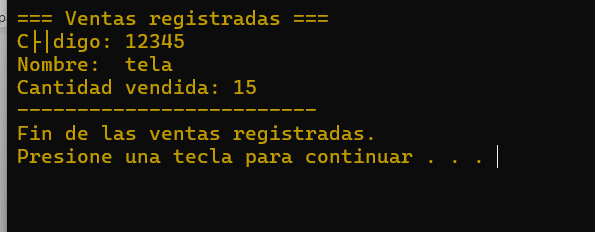 === Ventas registradas ===
C├│digo: 12345
Nombre:  tela
Cantidad vendida: 15
--------------------------
Fin de las ventas registradas.
Presione una tecla para continuar . . .